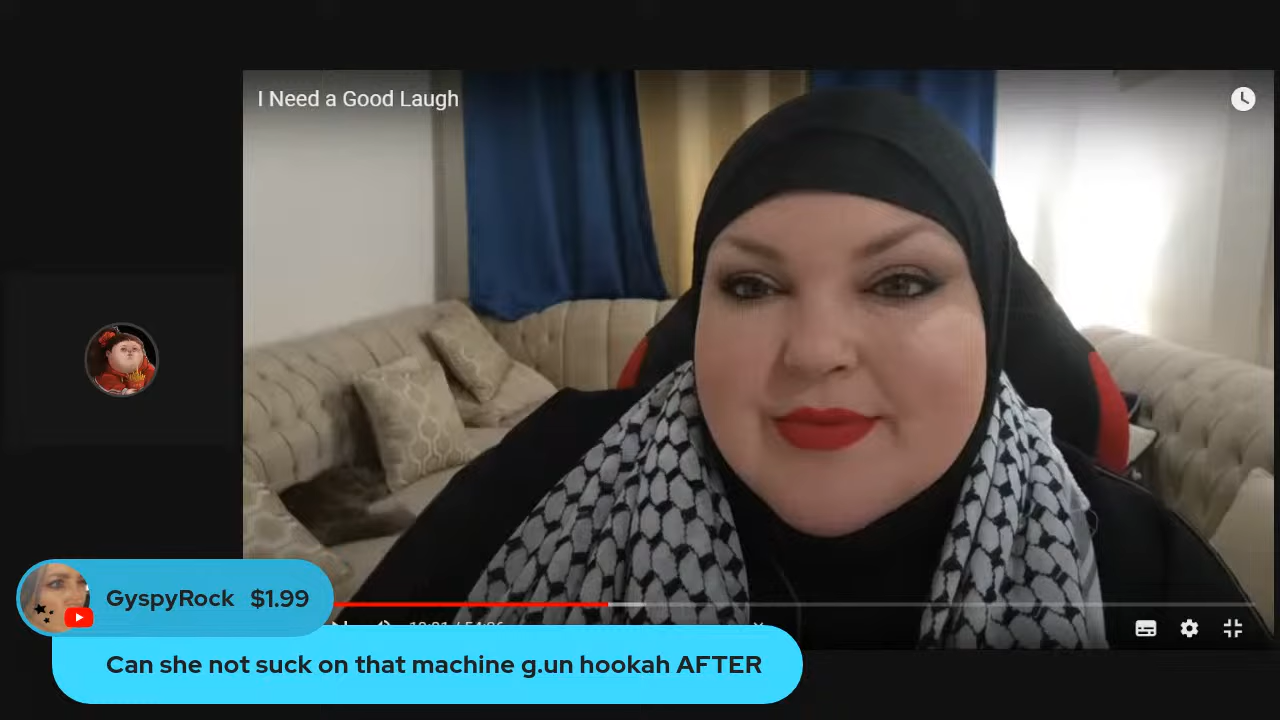 I Need a Good Laugh
GyspyRock $1.99
Can she not suck on that machine g.un hookah AFTER